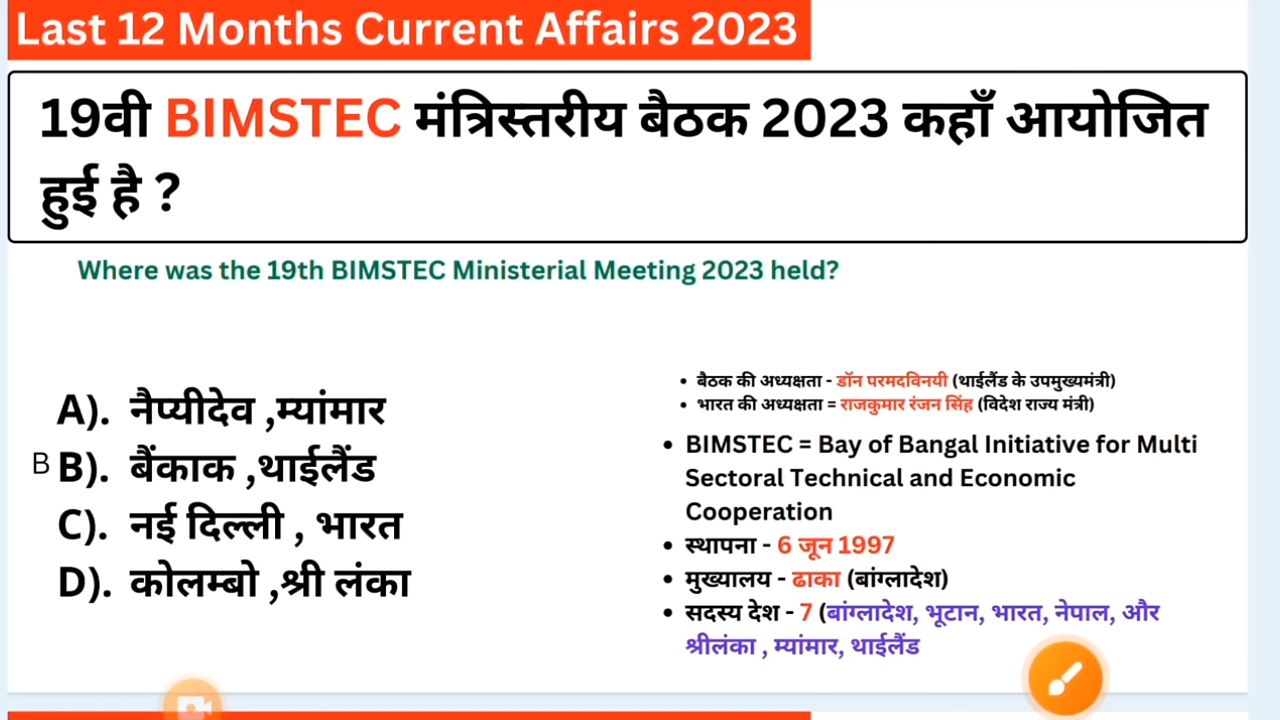 Last 12 Months Current Affairs 2023
19वी BIMSTEC मंत्रिस्तरीय बैठक 2023 कहाँ आयोजित
हुई है ?
Where was the 19th BIMSTEC Ministerial Meeting 2023 held?
A). नैप्यीदेव ,म्यांमार
B B). बैंकाक ,थाईलैंड
C). नई दिल्ली , भारत
D). कोलम्बो ,श्री लंका
• बैठक की अध्यक्षता - डॉन परमदविनयी (थाईलैंड के उपमुख्यमंत्री)
• भारत की अध्यक्षता = राजकुमार रंजन सिंह (विदेश राज्य मंत्री)
• BIMSTEC = Bay of Bangal Initiative for Multi
Sectoral Technical and Economic
Cooperation
• स्थापना - 6 जून 1997
• मुख्यालय - ढाका (बांग्लादेश)
• सदस्य देश - 7 (बांग्लादेश, भूटान, भारत, नेपाल, और
श्रीलंका , म्यांमार, थाईलैंड